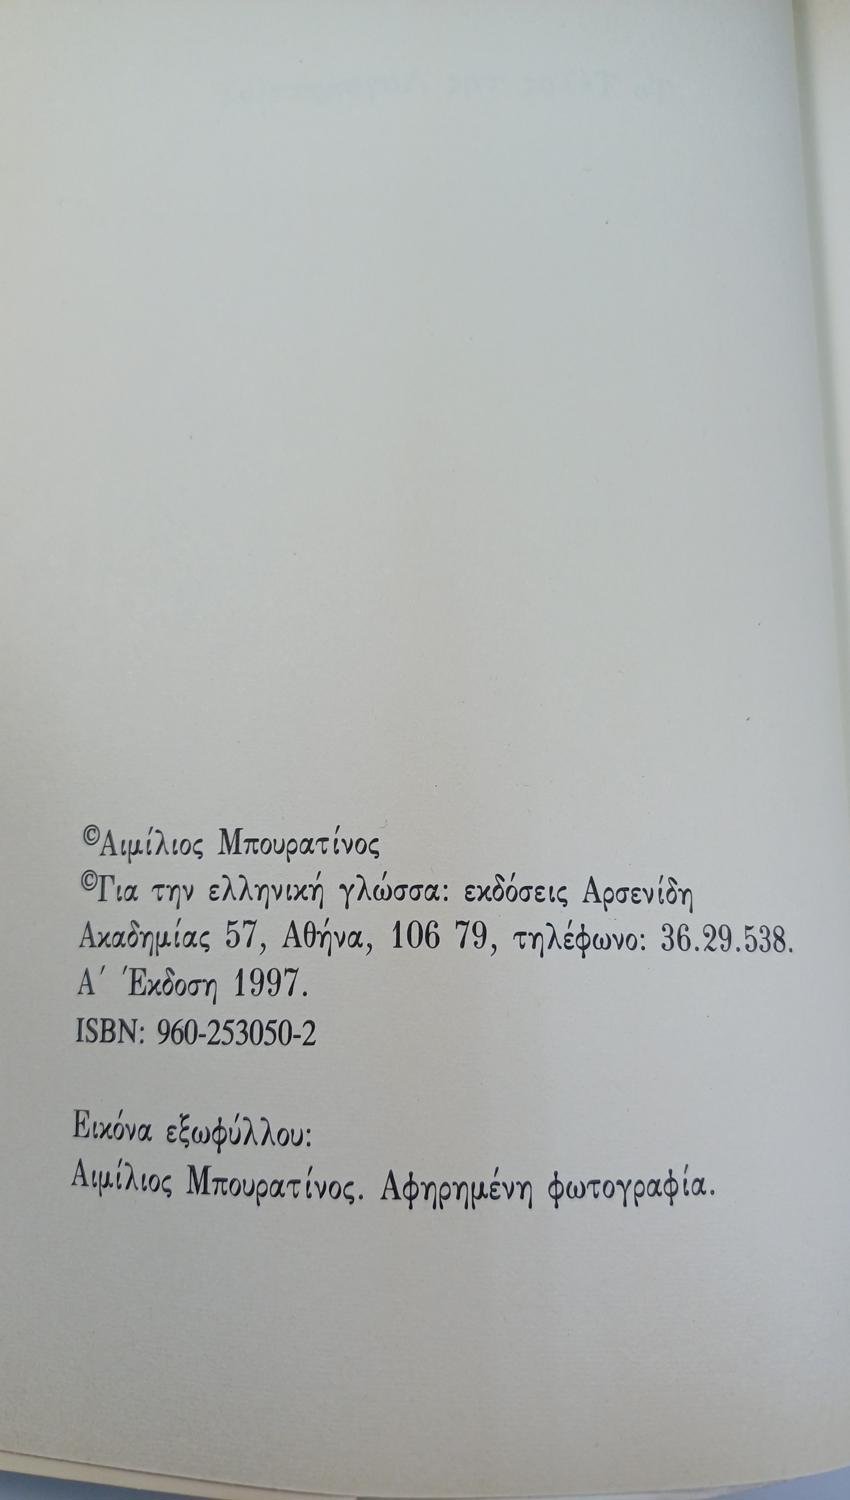 ©Αιμίλιος Μπουρατίνος
©Για την ελληνική γλώσσα: εκδόσεις Αρσενίδη
Ακαδημίας 57, Αθήνα, 106 79, τηλέφωνο: 36.29.538.
Α΄ Έκδοση 1997.
ISBN: 960-253050-2
Εικόνα εξωφύλλου:
Αιμίλιος Μπουρατίνος. Αφηρημένη φωτογραφία.